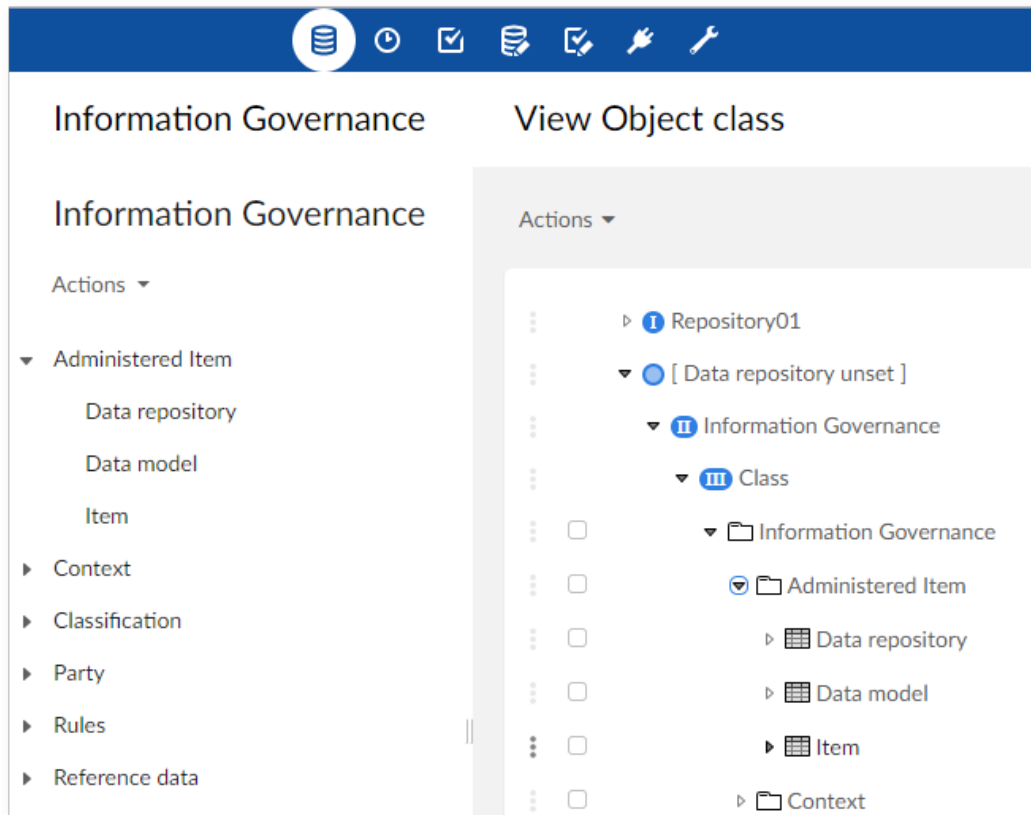 Information Governance
View Object class
Information Governance
Actions
Administered Item
Data repository
Data model
Item
Context
Classification
Party
Rules
Reference data
Actions
I Repository01
[ Data repository unset ]
II Information Governance
III Class
Information Governance
Administered Item
Data repository
Data model
Item
Context